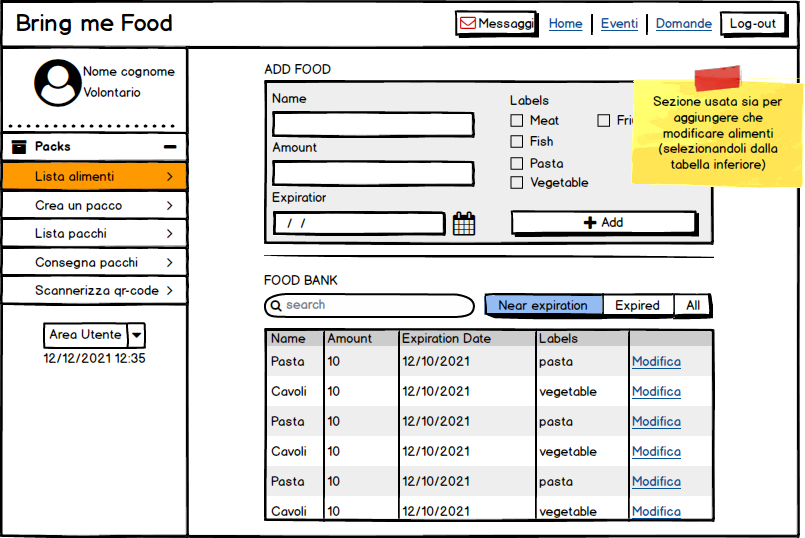 Bring me Food
Messaggi Home Eventi Domande Log-out
Nome cognome
Volontario
Packs
Lista alimenti
Crea un pacco
Lista pacchi
Consegna pacchi
Scannerizza qr-code
Area Utente
12/12/2021 12:35
ADD FOOD
Name
Amount
Expiration
/ /
Labels
Meat
Fish
Pasta
Vegetable
Add
Sezione usata sia per
aggiungere che
modificare alimenti
(selezionandoli dalla
tabella inferiore)
FOOD BANK
search
Near expiration Expired All
Name Amount Expiration Date Labels
Pasta 10 12/10/2021 pasta Modifica
Cavoli 10 12/10/2021 vegetable Modifica
Pasta 10 12/10/2021 pasta Modifica
Cavoli 10 12/10/2021 vegetable Modifica
Pasta 10 12/10/2021 pasta Modifica
Cavoli 10 12/10/2021 vegetable Modifica